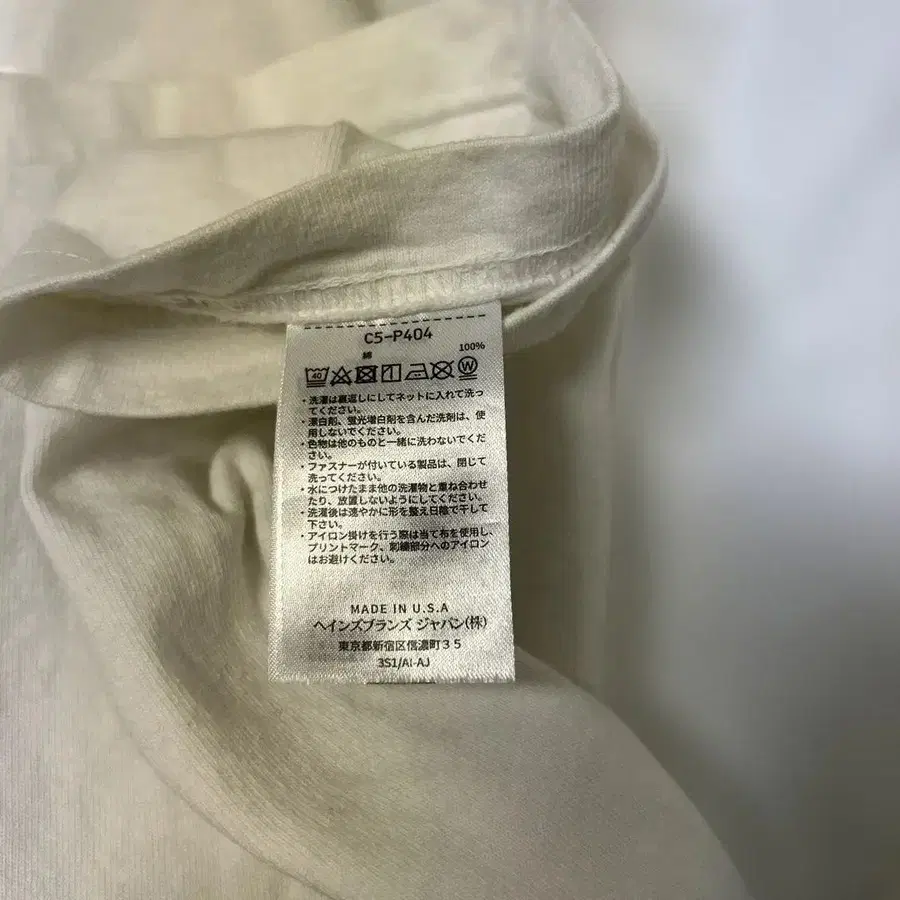 C5-P404
綿
100%
40
W
・洗濯は裏返しにしてネットに入れて洗っ
てください。
・漂白剤、蛍光増白剤を含んだ洗剤は、使
用しないでください。
・色物は他のものと一緒に洗わないでくだ
さい。
・ファスナーが付いている製品は、閉じて
洗ってください。
・水につけたまま他の洗濯物と重ね合わせ
たり、放置しないようにしてください。
・洗濯後は速やかに形を整え日陰で干して
下さい。
・アイロン掛けを行う際は当て布を使用し、
プリントマーク、刺繍部分へのアイロン
はお避けください。
MADE IN U.S.A
ヘインズブランズ ジャパン(株)
東京都新宿区信濃町35
3S1/AI-AJ